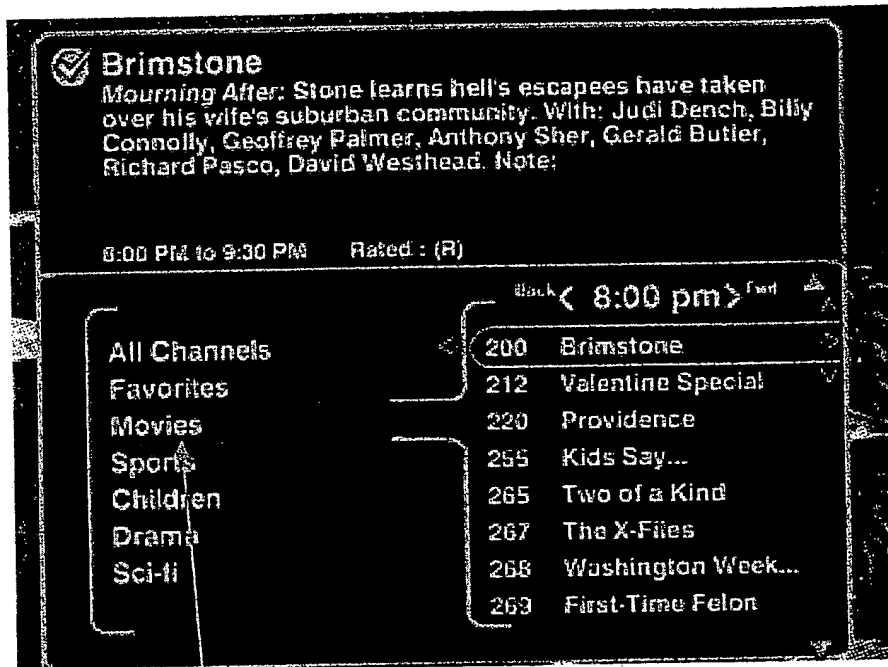 Brimstone
Mourning After: Stone learns hell's escapees have taken
over his wife's suburban community. With: Judi Dench, Billy
Connolly, Geoffrey Palmer, Anthony Sher, Gerald Butler,
Richard Pasco, David Westhead. Note:
8:00 PM to 9:30 PM Rated : (R)
Back < 8:00 pm > Fwd
All Channels
Favorites
Movies
Sports
Children
Drama
Sci-fi
200 Brimstone
212 Valentine Special
220 Providence
255 Kids Say...
265 Two of a Kind
267 The X-Files
268 Washington Week...
269 First-Time Felon